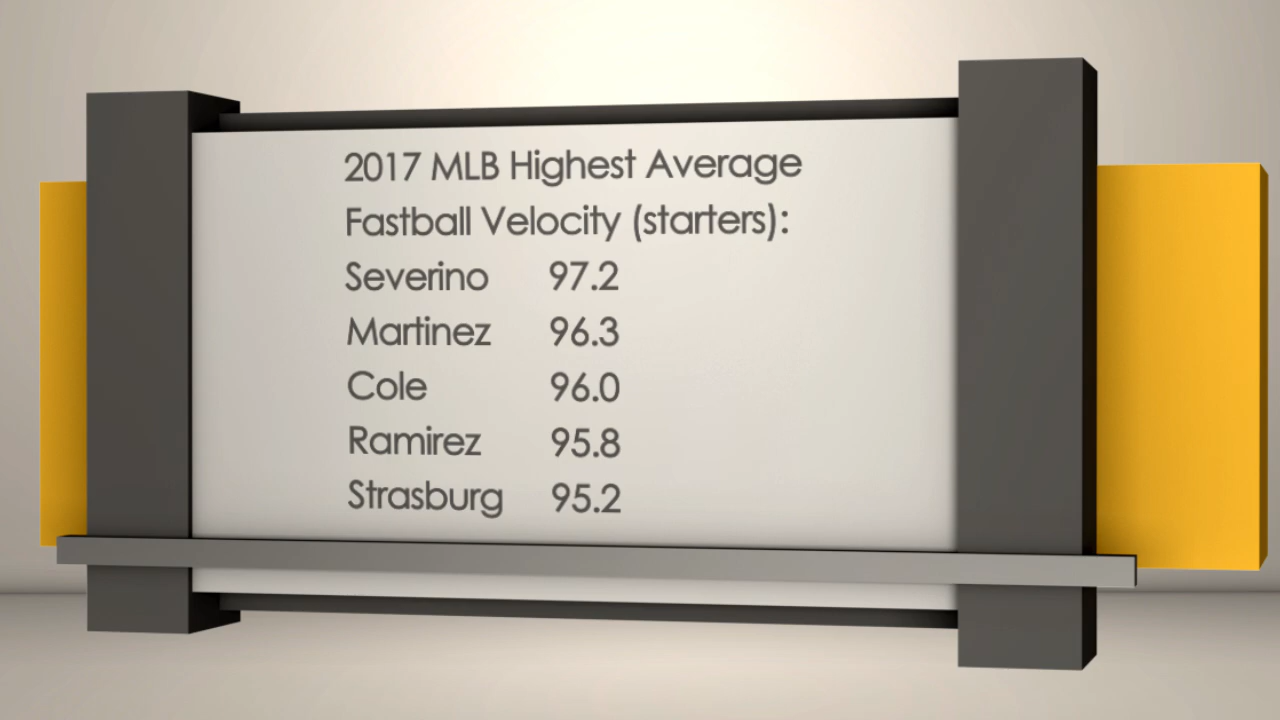 2017 MLB Highest Average
Fastball Velocity (starters):
Severino 97.2
Martinez 96.3
Cole 96.0
Ramirez 95.8
Strasburg 95.2